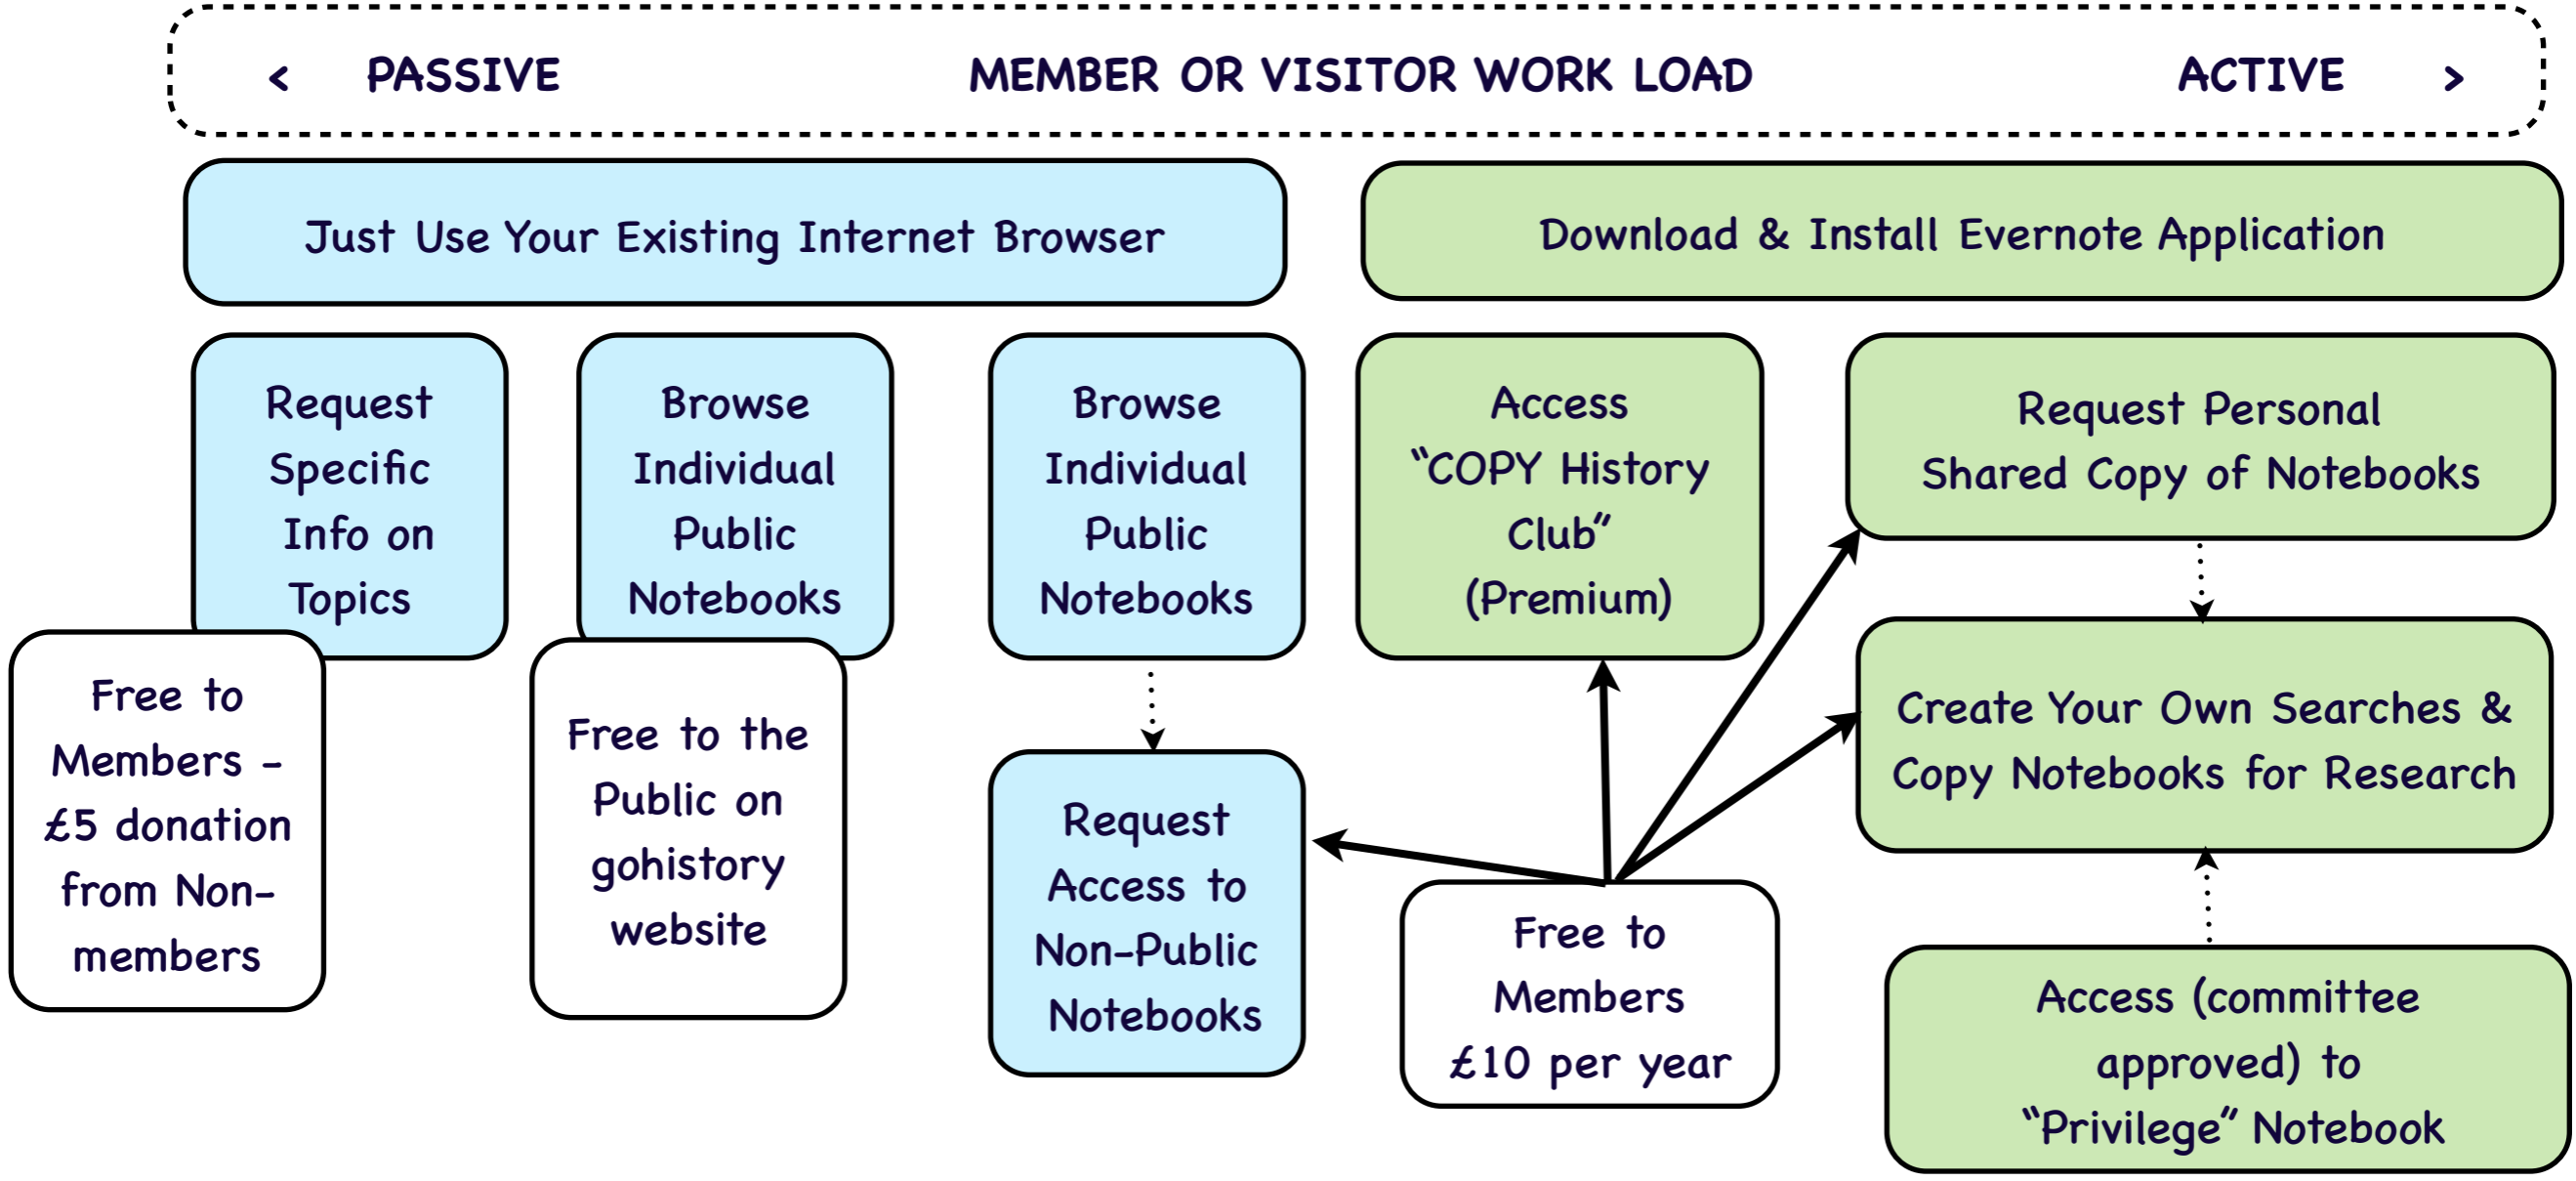 < PASSIVE MEMBER OR VISITOR WORK LOAD ACTIVE >
Just Use Your Existing Internet Browser
Download & Install Evernote Application
Request
Specific
Info on
Topics
Free to
Members -
£5 donation
from Non-
members
Browse
Individual
Public
Notebooks
Free to the
Public on
gohistory
website
Browse
Individual
Public
Notebooks
Request
Access to
Non-Public
Notebooks
Access
“COPY History
Club”
(Premium)
Free to
Members
£10 per year
Request Personal
Shared Copy of Notebooks
Create Your Own Searches &
Copy Notebooks for Research
Access (committee
approved) to
“Privilege” Notebook